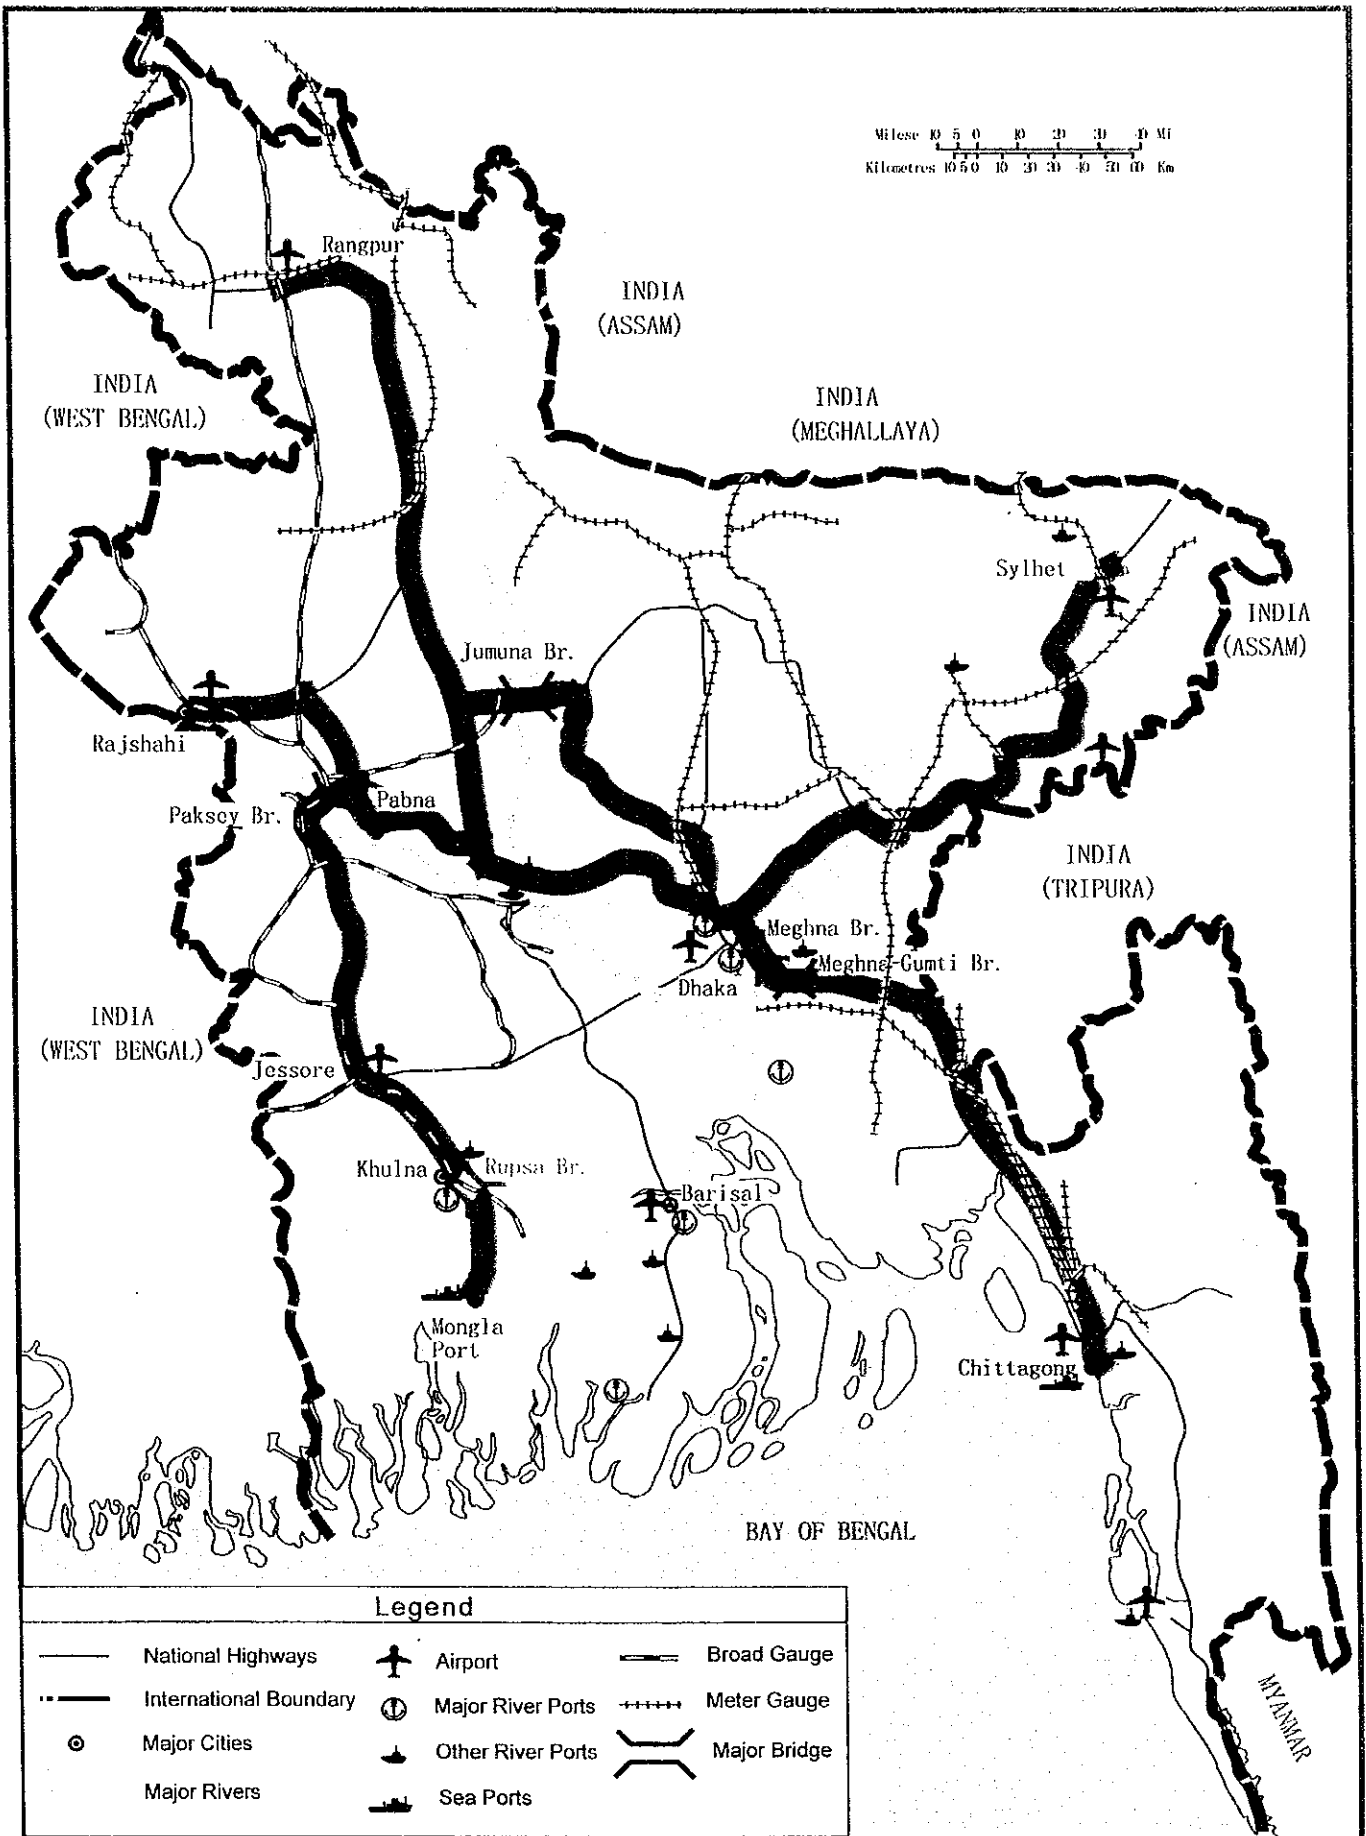 Milese 10 5 0 10 20 30 40 Mi
Kilometres 10 5 0 10 20 30 40 50 60 Km
Rangpur
INDIA
(ASSAM)
INDIA
(WEST BENGAL)
INDIA
(MEGHALLAYA)
Sylhet
INDIA
(ASSAM)
Jumuna Br.
Rajshahi
Pabna
Paksey Br.
INDIA
(TRIPURA)
Meghna Br.
Meghna-Gumti Br.
Dhaka
INDIA
(WEST BENGAL)
Jessore
Khulna
Rupsa Br.
Barisal
Mongla
Port
Chittagong
BAY OF BENGAL
MYANMAR
Legend
National Highways
Airport
Broad Gauge
International Boundary
Major River Ports
Meter Gauge
Major Cities
Other River Ports
Major Bridge
Major Rivers
Sea Ports